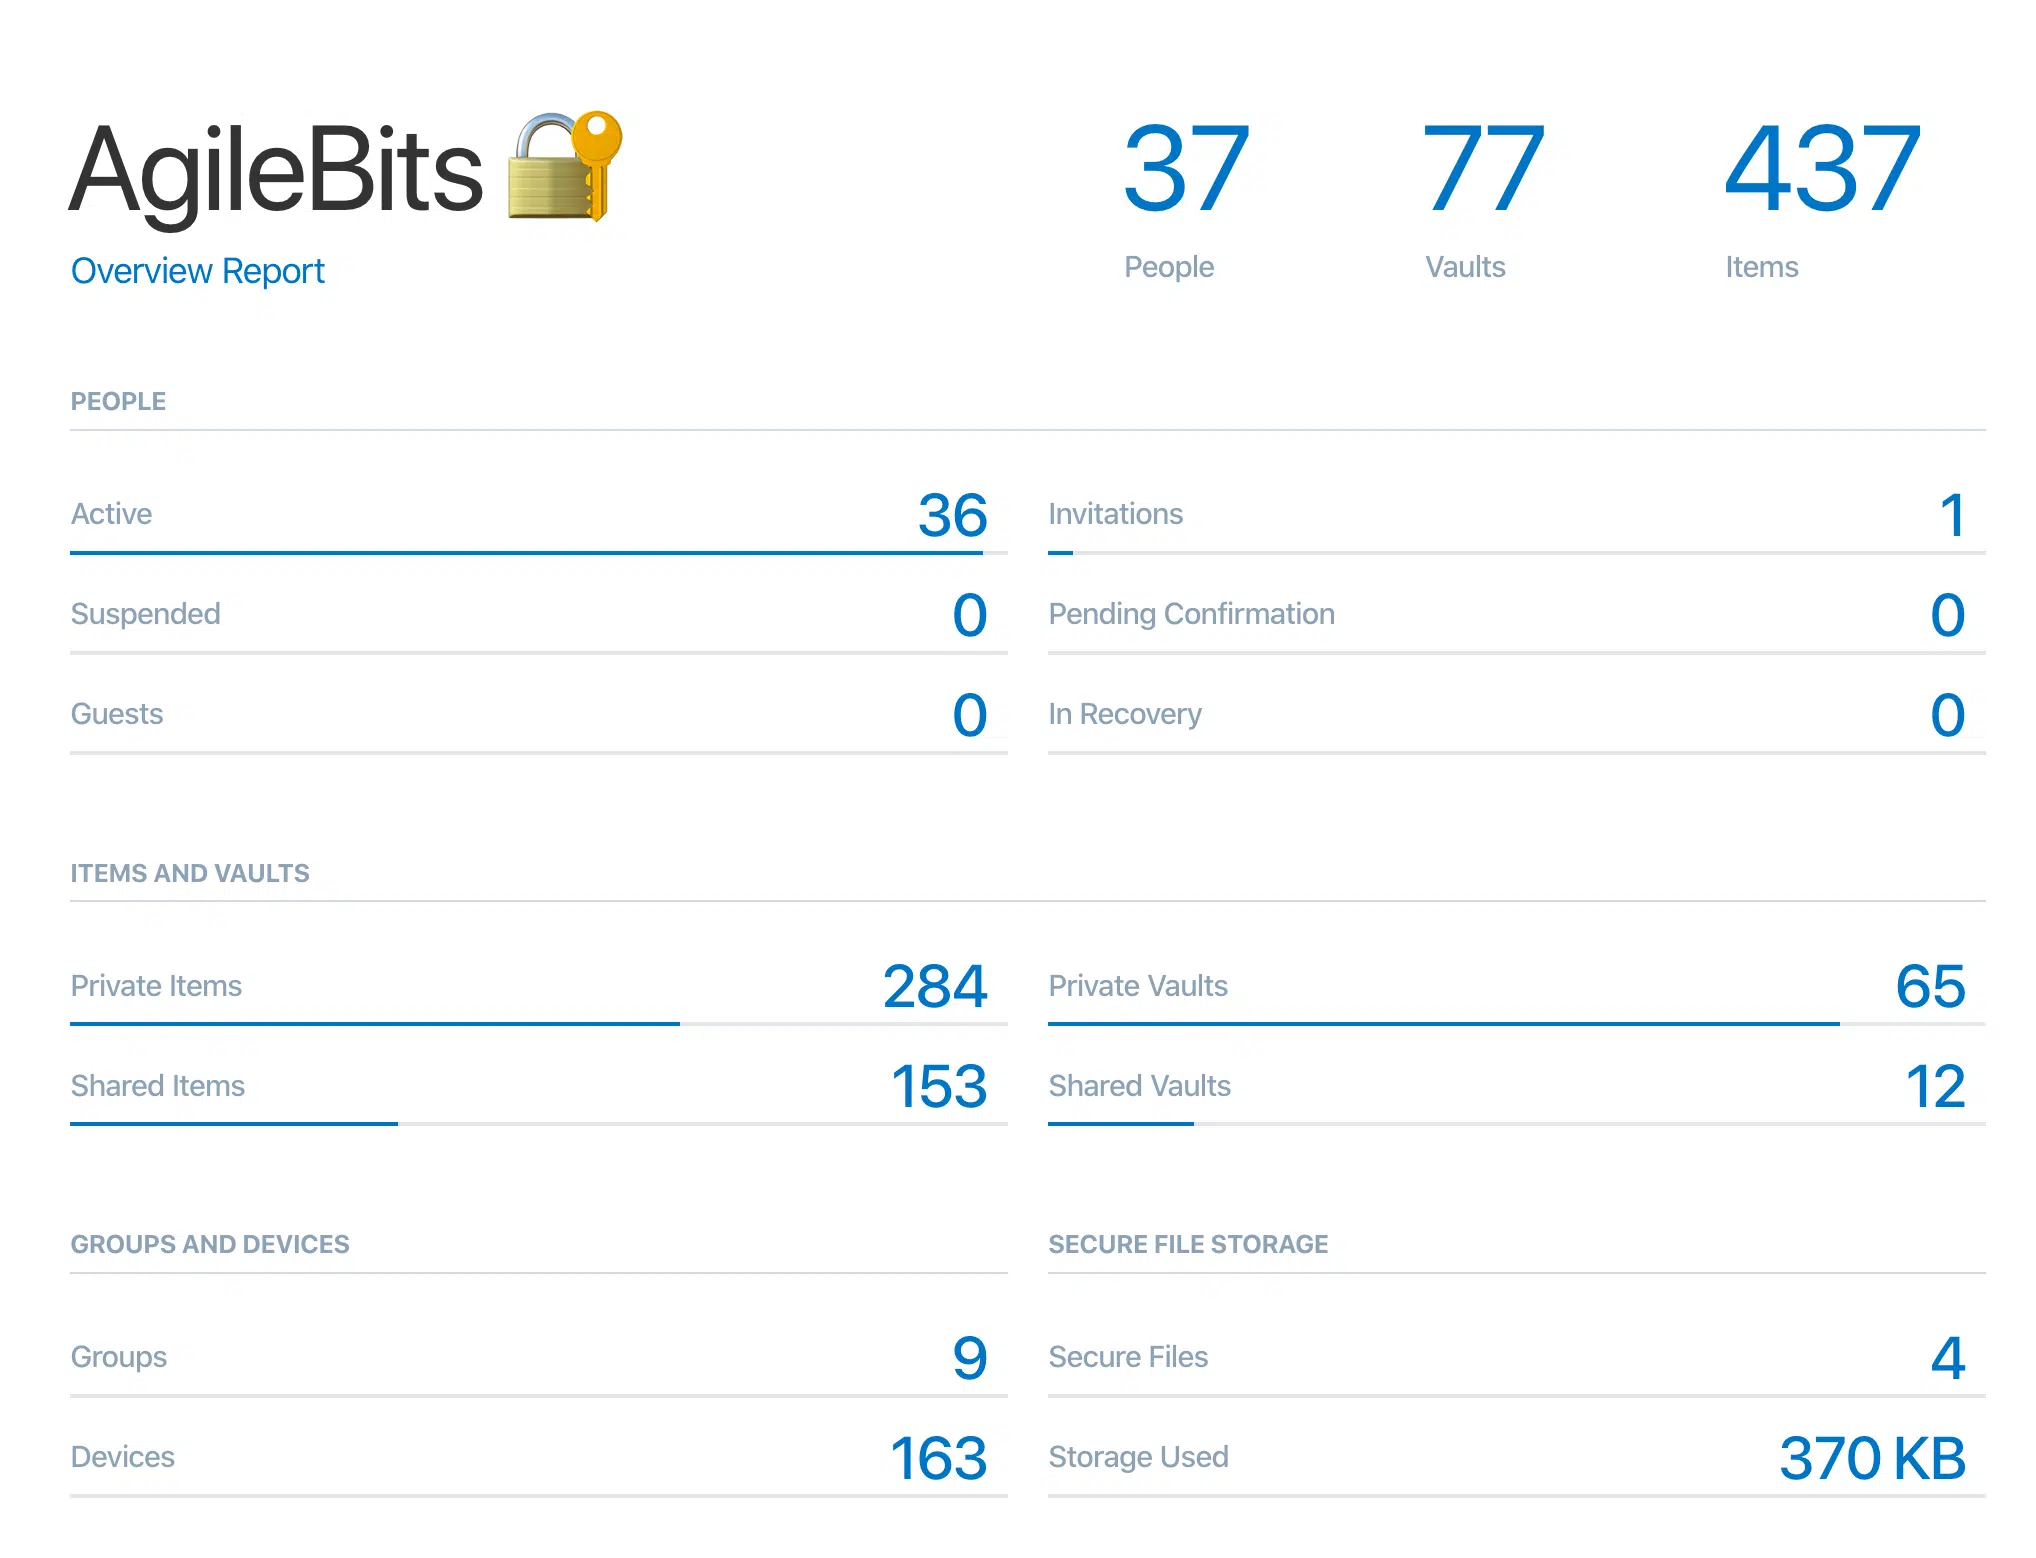 AgileBits
Overview Report
37
People
77
Vaults
437
Items
PEOPLE
Active 36
Invitations 1
Suspended 0
Pending Confirmation 0
Guests 0
In Recovery 0
ITEMS AND VAULTS
Private Items 284
Private Vaults 65
Shared Items 153
Shared Vaults 12
GROUPS AND DEVICES
Groups 9
Devices 163
SECURE FILE STORAGE
Secure Files 4
Storage Used 370 KB